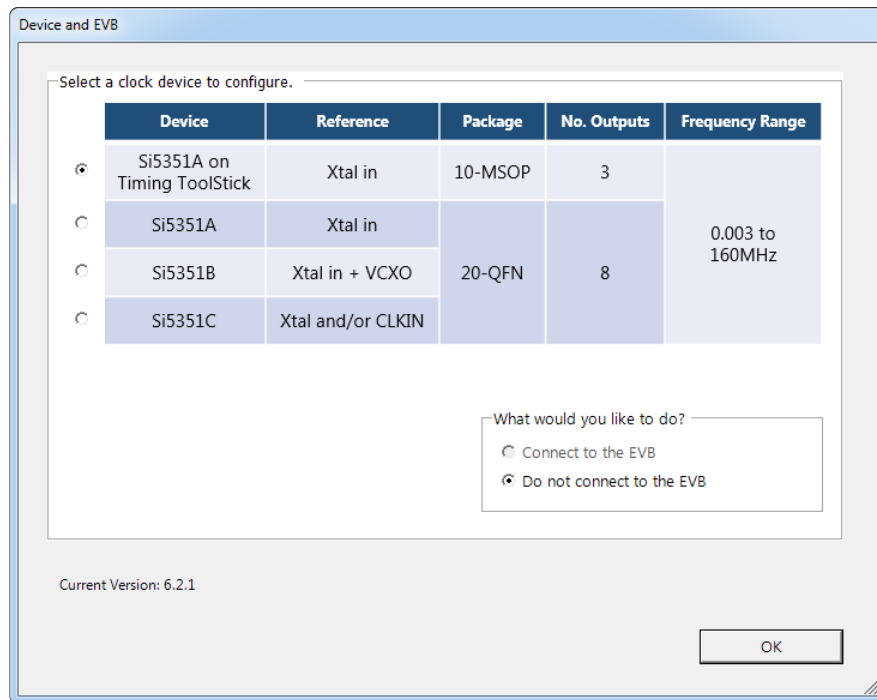 Device and EVB
Select a clock device to configure.
Device Reference Package No. Outputs Frequency Range
Si5351A on
Timing ToolStick
Xtal in 10-MSOP 3
Si5351A Xtal in
Si5351B Xtal in + VCXO 20-QFN 8
0.003 to
160MHz
Si5351C Xtal and/or CLKIN
What would you like to do?
Connect to the EVB
Do not connect to the EVB
Current Version: 6.2.1
OK